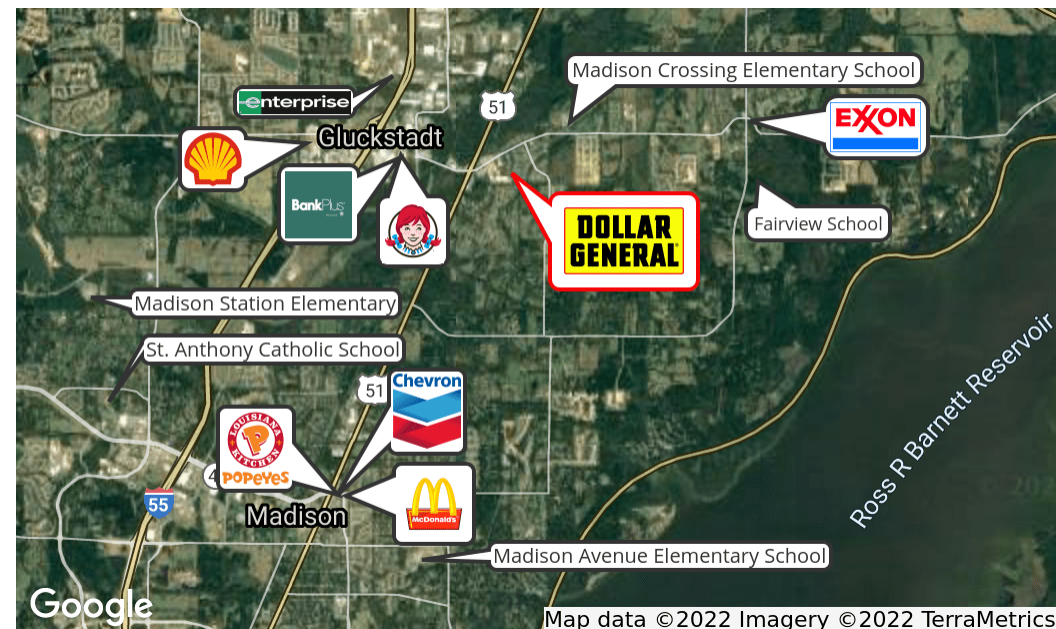 Madison Crossing Elementary School
enterprise
51
EXXON
Gluckstadt
BankPlus
DOLLAR
GENERAL
Fairview School
Madison Station Elementary
St. Anthony Catholic School
Chevron
51
LOUISIANA
KITCHEN
POPEYES
4
55
McDonald's
Madison
Ross R Barnett Reservoir
Madison Avenue Elementary School
Google
Map data ©2022 Imagery ©2022 TerraMetrics